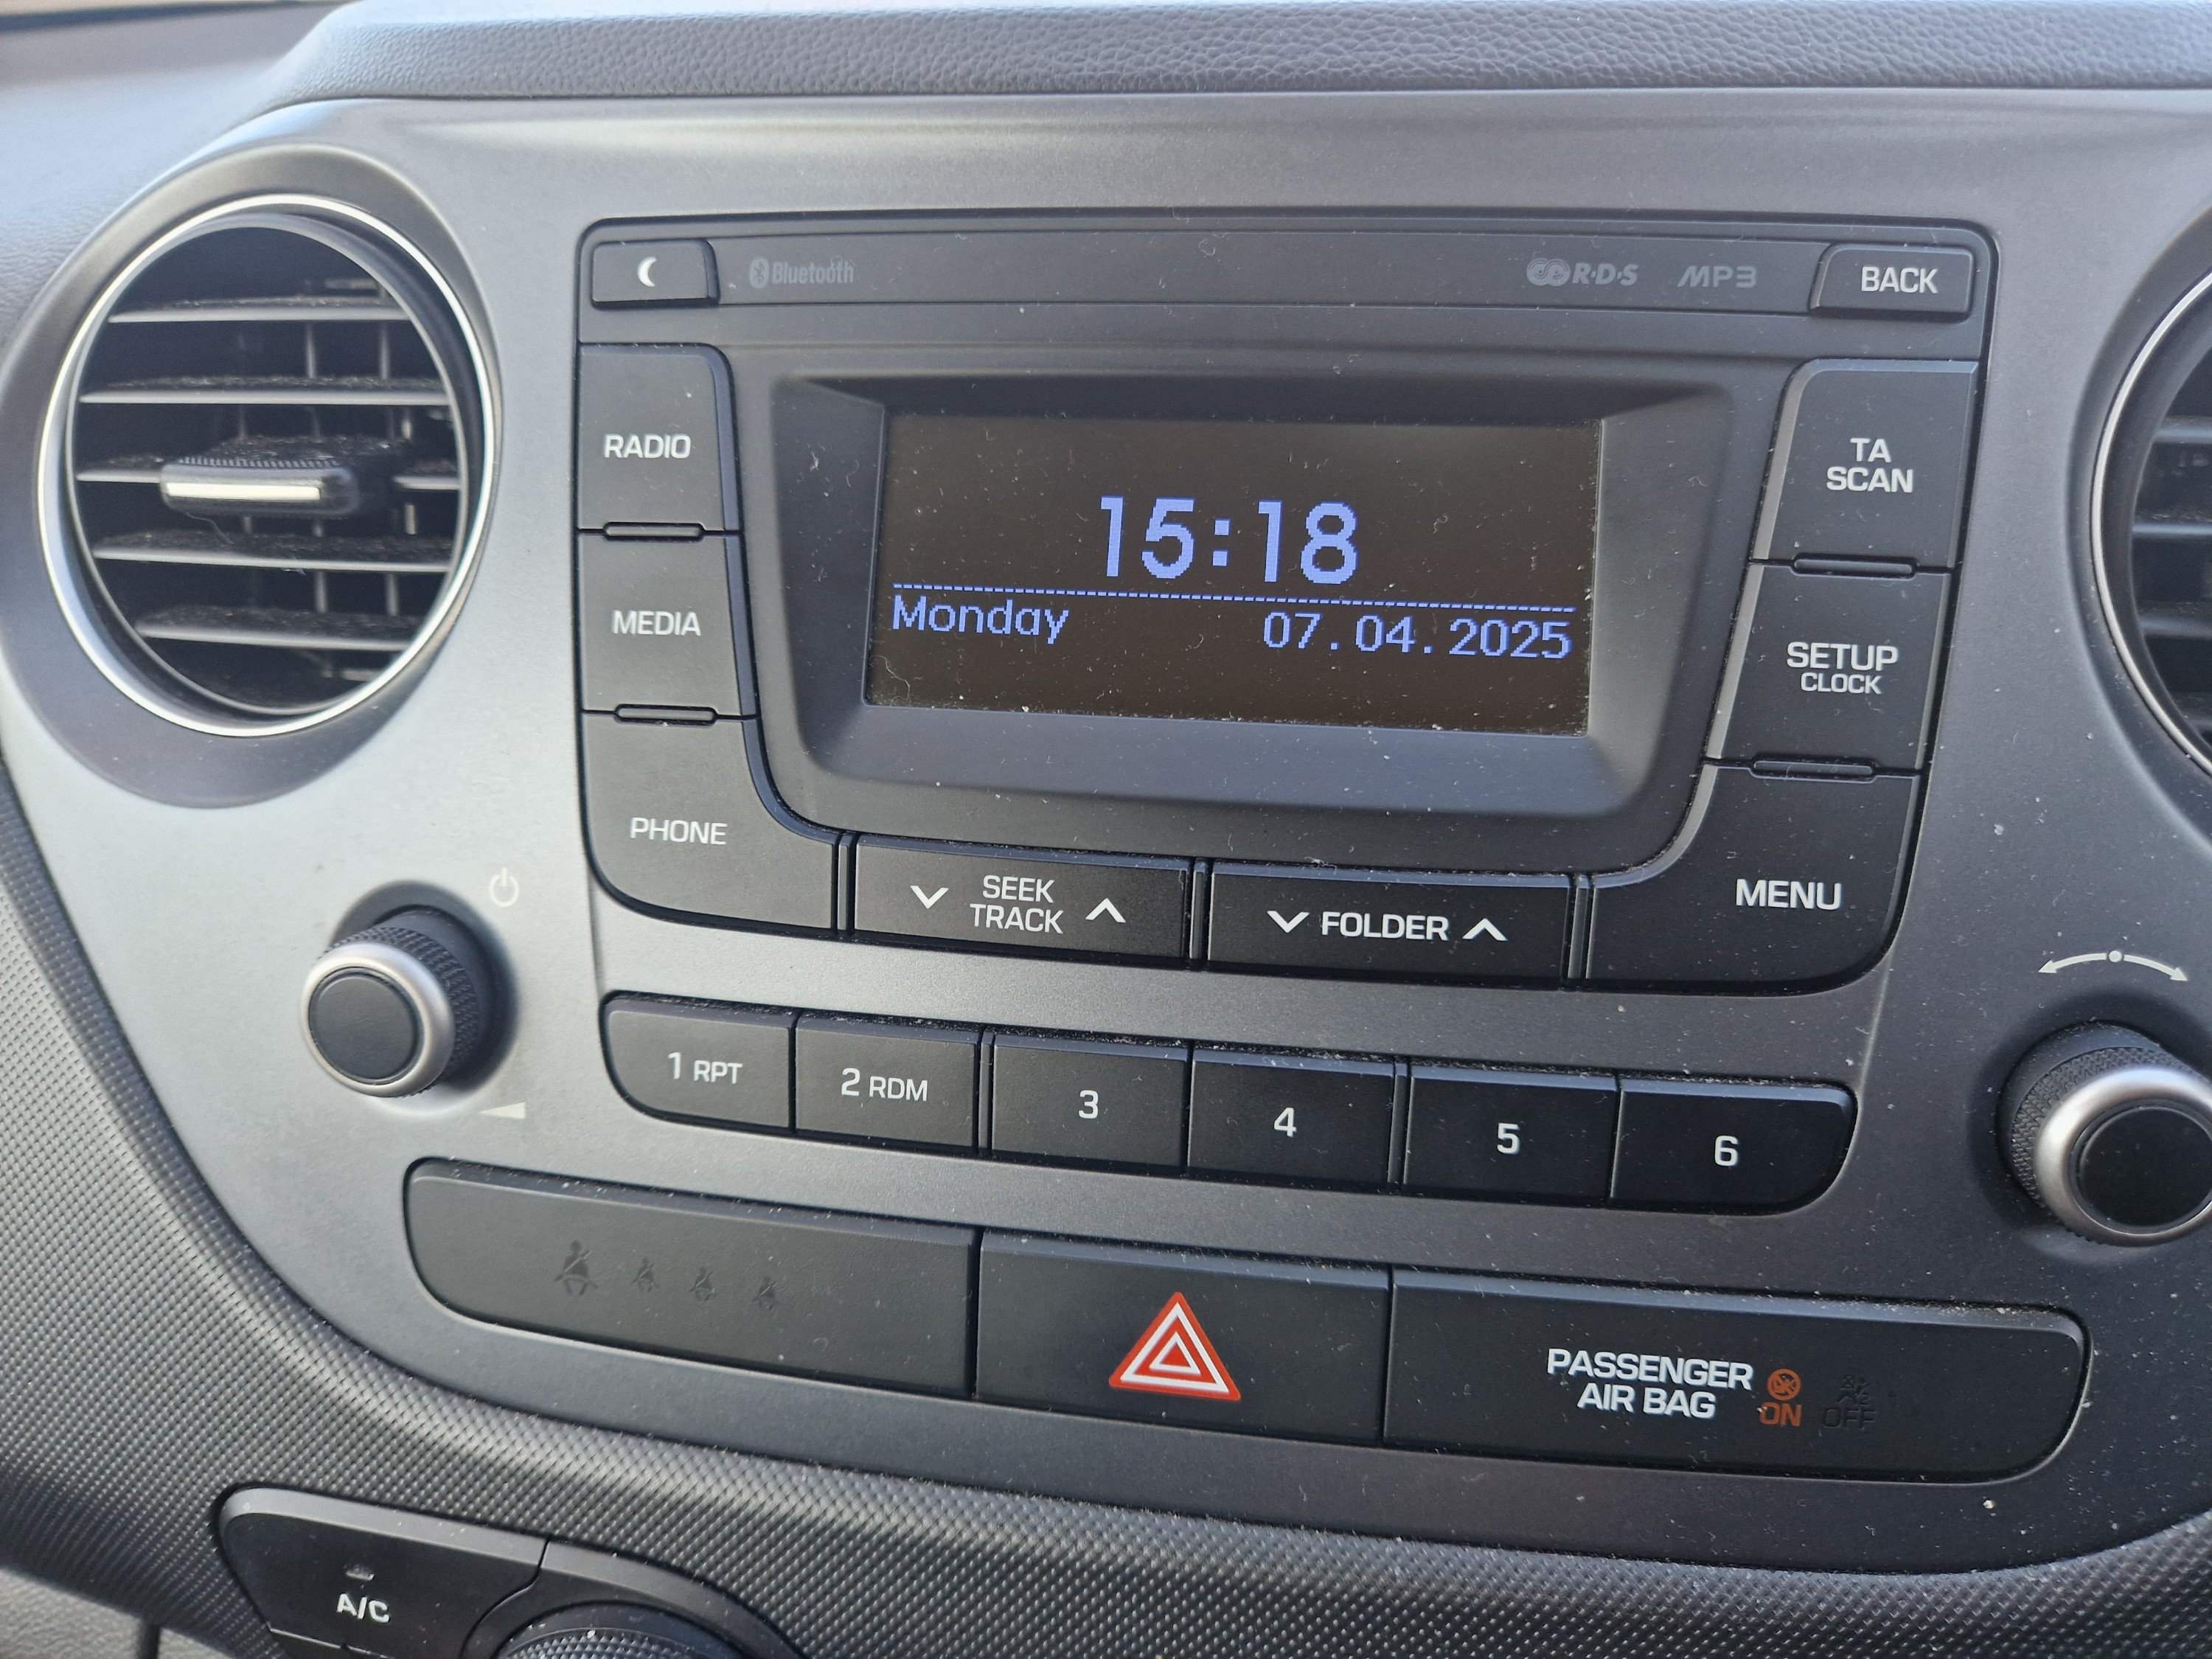 Bluetooth
R·D·S
MP3
BACK
RADIO
TA
SCAN
15:18
Monday
07.04.2025
MEDIA
SETUP
CLOCK
PHONE
SEEK
TRACK
FOLDER
MENU
1 RPT
2 RDM
3
4
5
6
PASSENGER
AIR BAG
ON
OFF
A/C